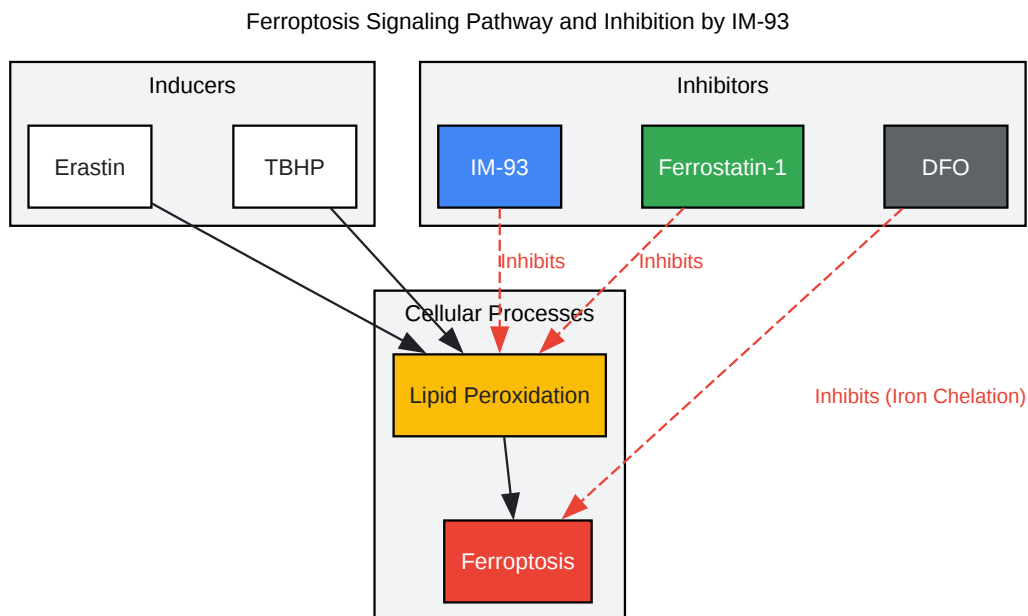 Ferroptosis Signaling Pathway and Inhibition by IM-93
Inducers
Inhibitors
Erastin
TBHP
IM-93
Ferrostatin-1
DFO
Inhibits
Inhibits
Cellular Processes
Lipid Peroxidation
Inhibits (Iron Chelation)
Ferroptosis